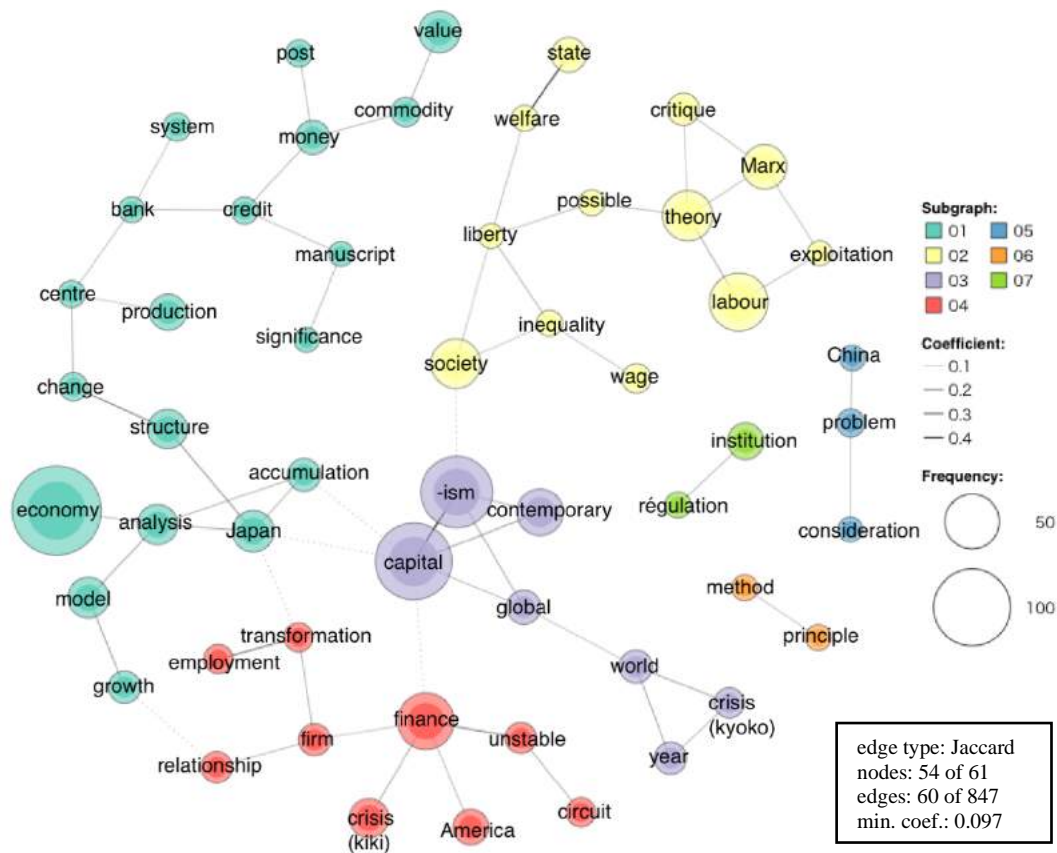 value
post
state
commodity
critique
system
money
welfare
Marx
bank
credit
possible
theory
liberty
manuscript
exploitation
centre
production
labour
significance
inequality
society
wage
China
change
structure
problem
institution
accumulation
-ism
contemporary
régulation
economy
analysis
Japan
consideration
capital
model
global
method
transformation
principle
employment
world
growth
crisis
(kyoko)
finance
firm
unstable
year
relationship
crisis
(kiki)
America
circuit
Subgraph:
01 05
02 06
03 07
04
Coefficient:
0.1
0.2
0.3
0.4
Frequency:
50
100
edge type: Jaccard
nodes: 54 of 61
edges: 60 of 847
min. coef.: 0.097